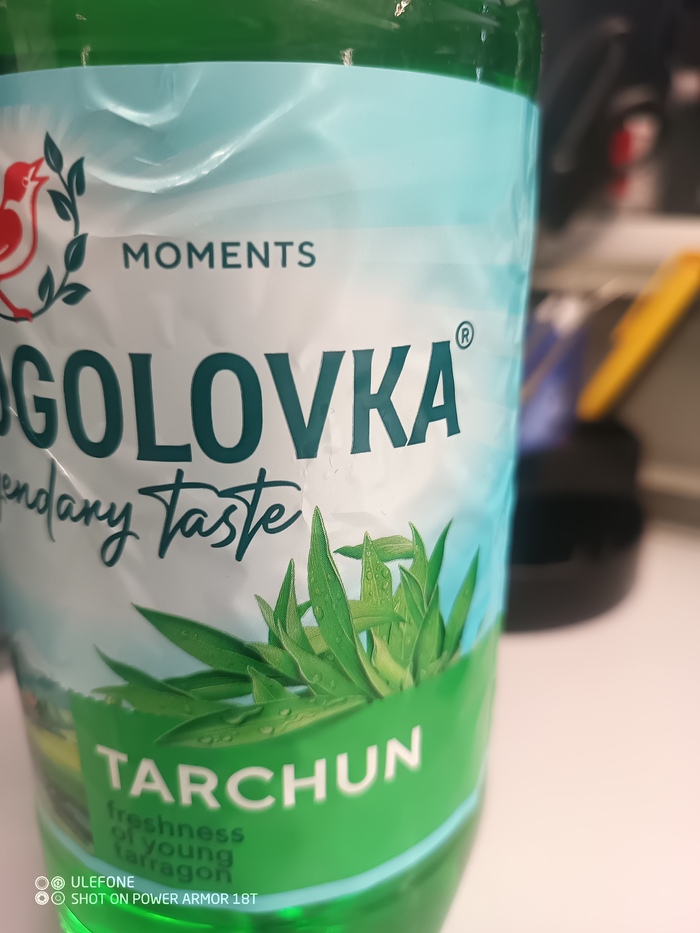 MOMENTS
OGOLOVKA®
endary taste
TARCHUN
freshness
of young
tarragon
ULEFONE
SHOT ON POWER ARMOR 18T